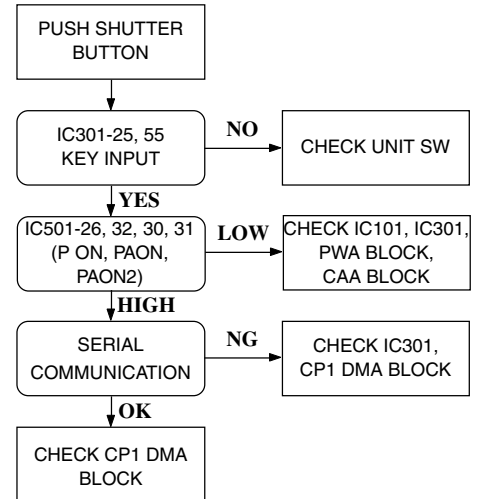 PUSH SHUTTER
BUTTON
IC301-25, 55
KEY INPUT
NO
CHECK UNIT SW
YES
IC501-26, 32, 30, 31
(P ON, PAON,
PAON2)
LOW
CHECK IC101, IC301,
PWA BLOCK,
CAA BLOCK
HIGH
SERIAL
COMMUNICATION
NG
CHECK IC301,
CP1 DMA BLOCK
OK
CHECK CP1 DMA
BLOCK